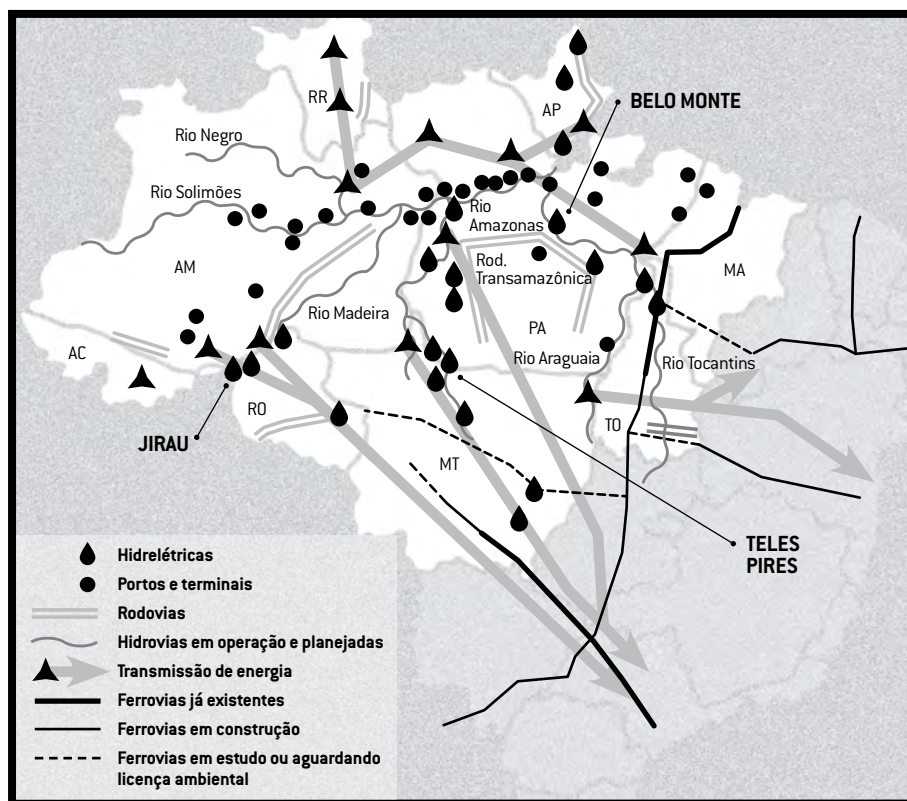 RR
AP
BELO MONTE
Rio Negro
Rio Solimões
Rio
Amazonas
Rod.
Transamazônica
AM
MA
Rio Madeira
PA
AC
Rio Araguaia
Rio Tocantins
RO
TO
JIRAU
MT
TELES
PIRES
Hidrelétricas
Portos e terminais
Rodovias
Hidrovias em operação e planejadas
Transmissão de energia
Ferrovias já existentes
Ferrovias em construção
Ferrovias em estudo ou aguardando
licença ambiental